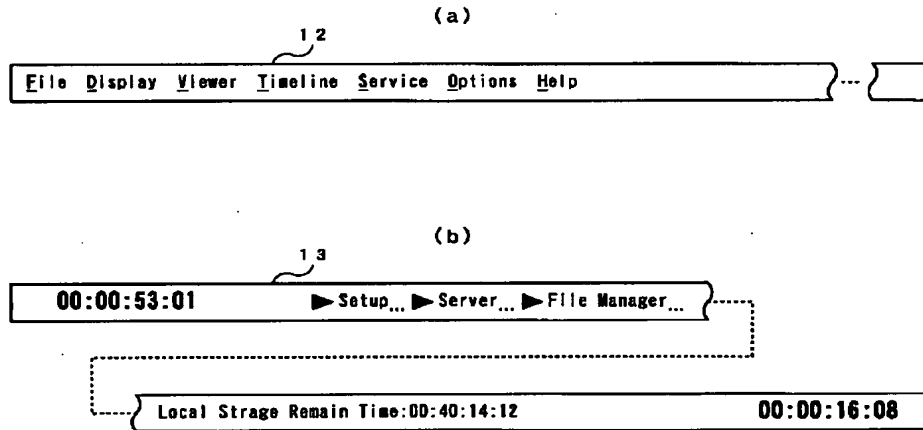 (a)
12
File Display Viewer Timeline Service Options Help
(b)
13
00:00:53:01 ▶Setup... ▶Server... ▶File Manager...
Local Strage Remain Time:00:40:14:12 00:00:16:08